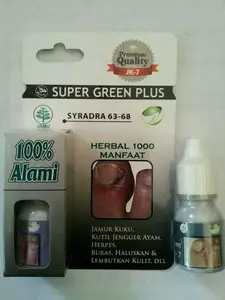 Premium
Quality
JK-7
SUPER GREEN PLUS
JAMU
SYRADRA 63-68
HERBAL 1000
MANFAAT
100%
Alami
JAMUR KUKU,
KUTIL JENGGER AYAM,
HERPES,
BURAS, HALUSKAN &
LEMBUTKAN KULIT, DLL